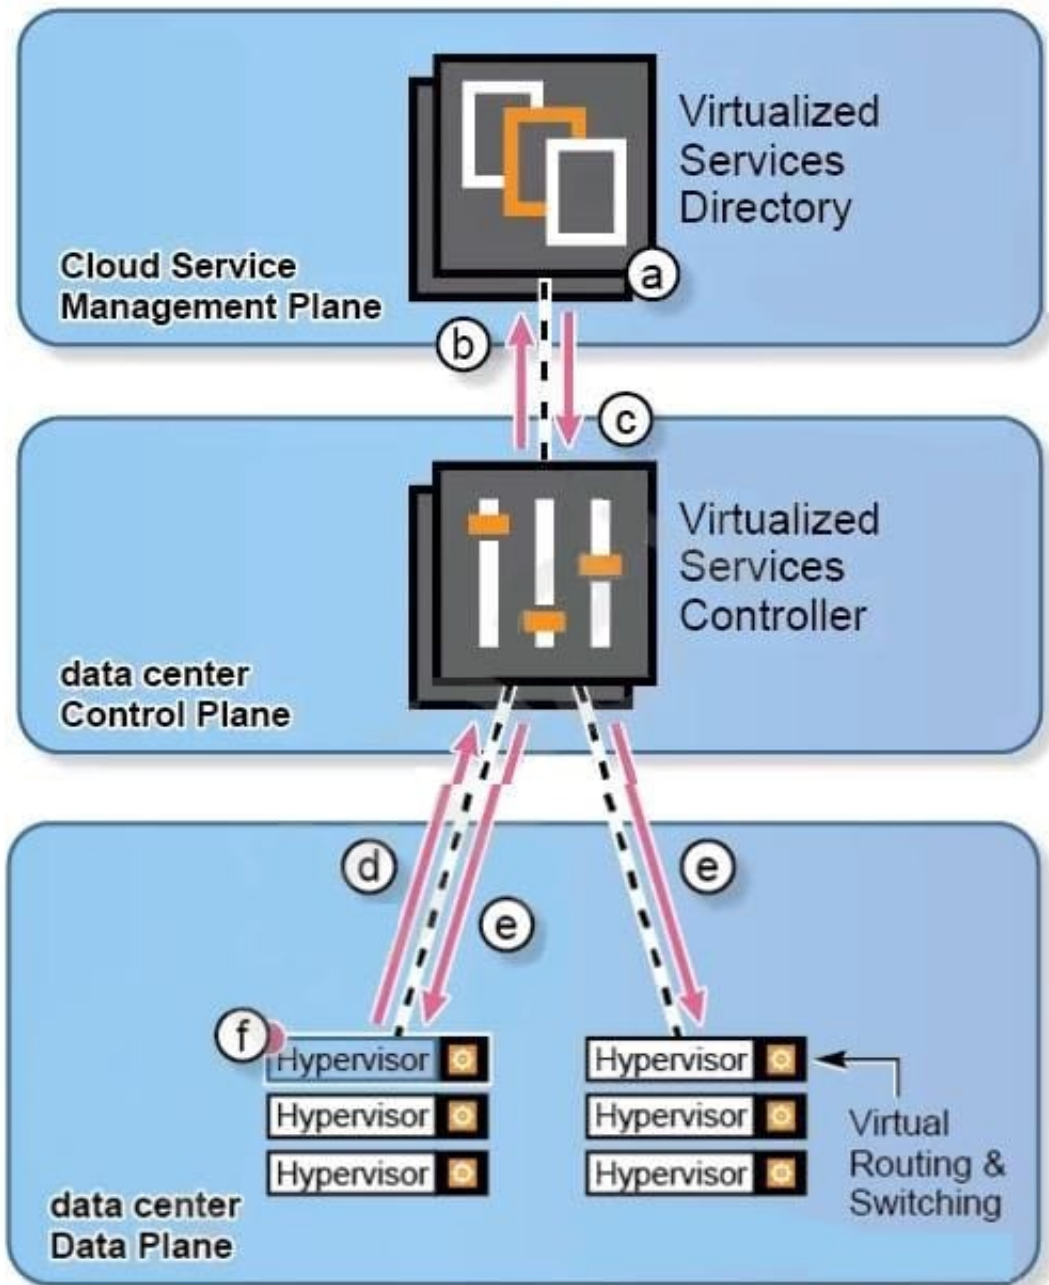 Virtualized
Services
Directory
Cloud Service
Management Plane
a
b
c
Virtualized
Services
Controller
data center
Control Plane
d
e
e
f
Hypervisor
Hypervisor
Hypervisor
Hypervisor
Hypervisor
Hypervisor
Virtual
Routing &
Switching
data center
Data Plane